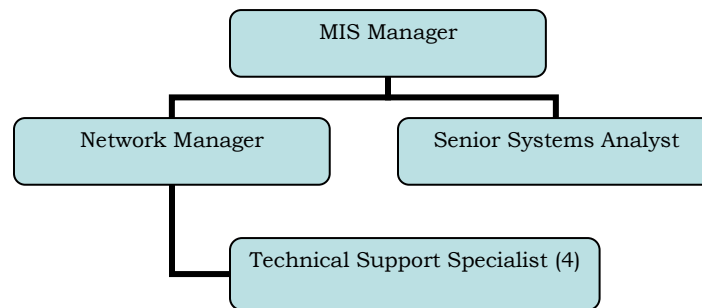 MIS Manager
Network Manager
Senior Systems Analyst
Technical Support Specialist (4)